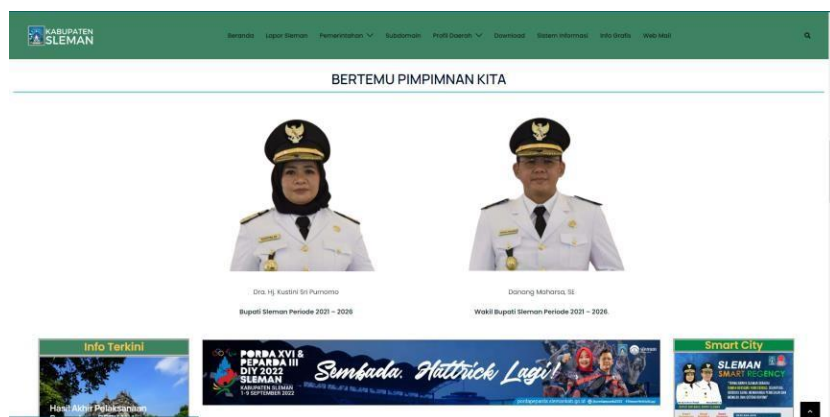 KABUPATEN
SLEMAN
Beranda Lapor Sleman Pemerintahan Subdomain Profil Daerah Download Sistem Informasi Info Grafis Web Mail
BERTEMU PIMPIMNAN KITA
Dra. Hj. Kustini Sri Purnomo
Bupati Sleman Periode 2021 – 2026
Danang Maharsa, SE
Wakil Bupati Sleman Periode 2021 – 2026.
Info Terkini
Hasil Akhir Pelaksanaan
PORDA XVI &
PEPARDA III
DIY 2022
SLEMAN
KABUPATEN SLEMAN
1-9 SEPTEMBER 2022
Sembada. Hattrick Lagi!
Smart City
SLEMAN
SMART REGENCY